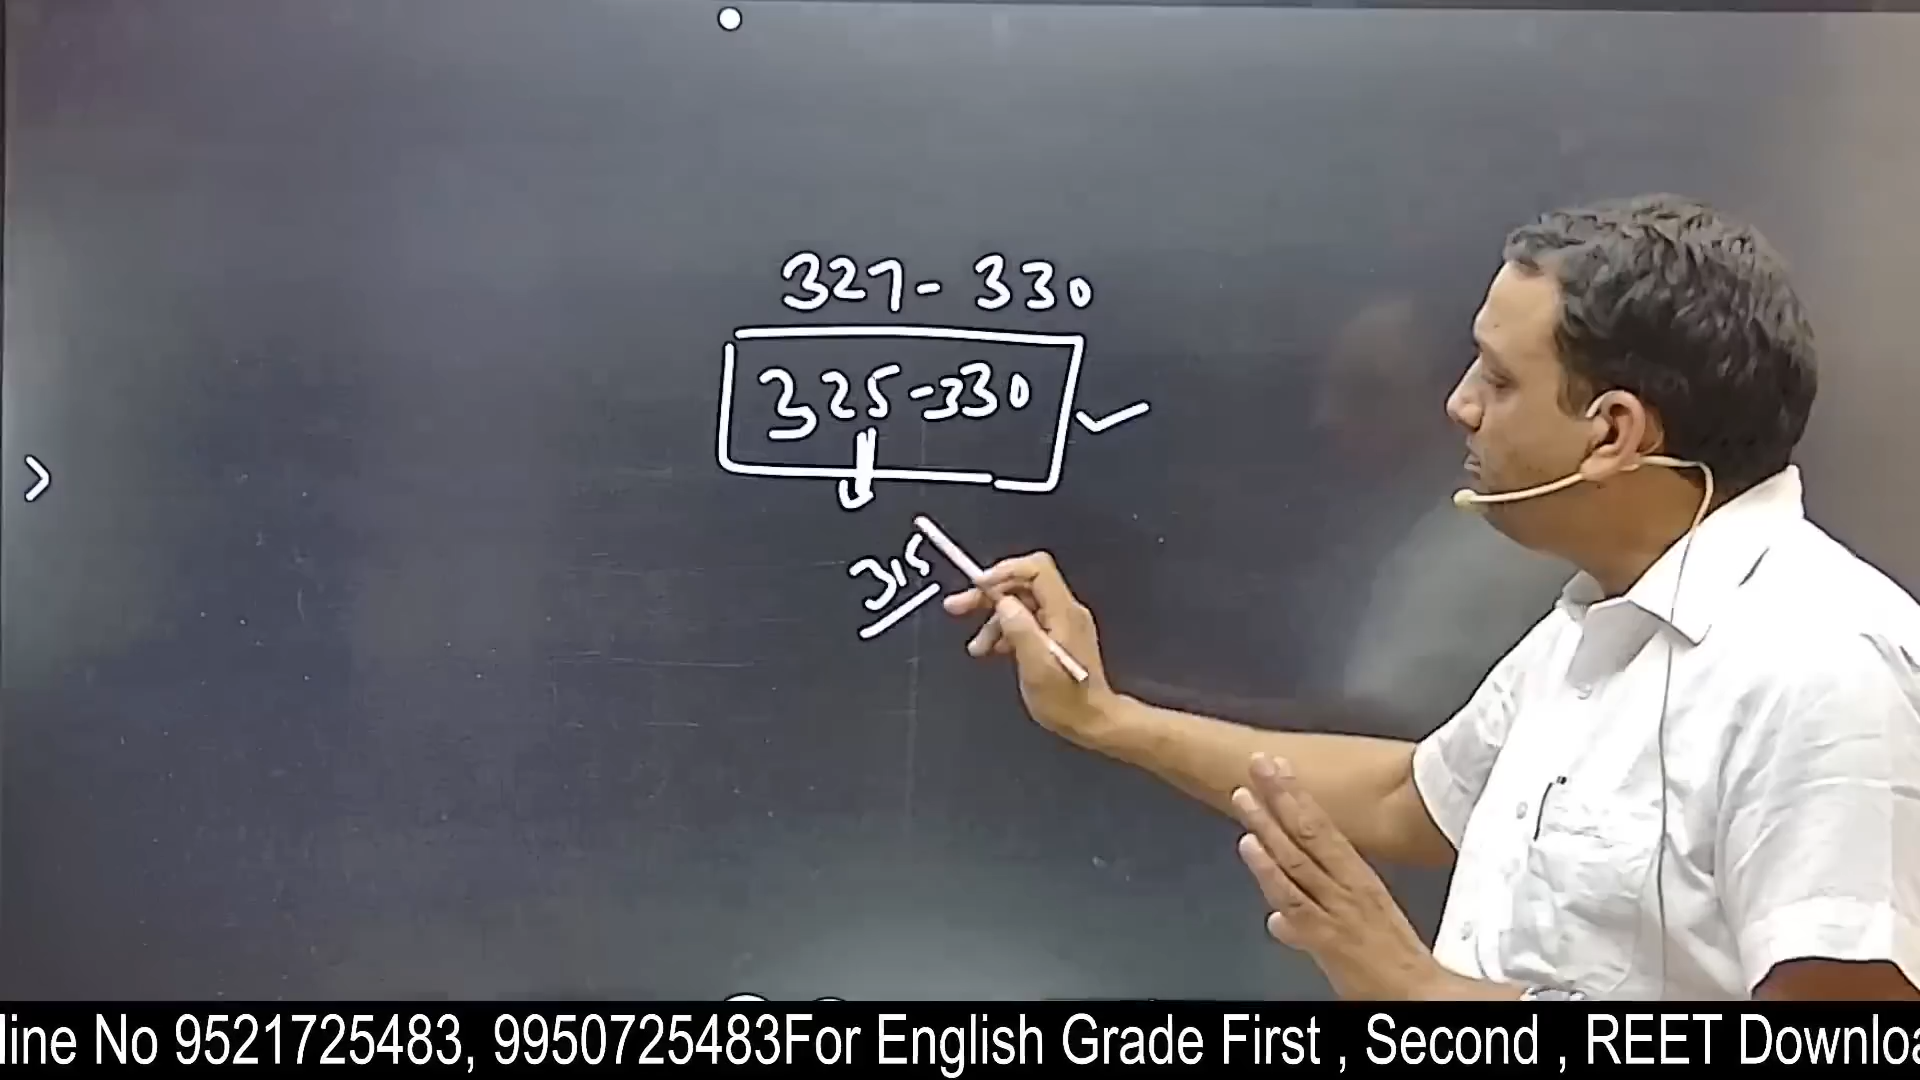 327 - 330
325-330
315
line No 9521725483, 9950725483For English Grade First , Second , REET Downloa